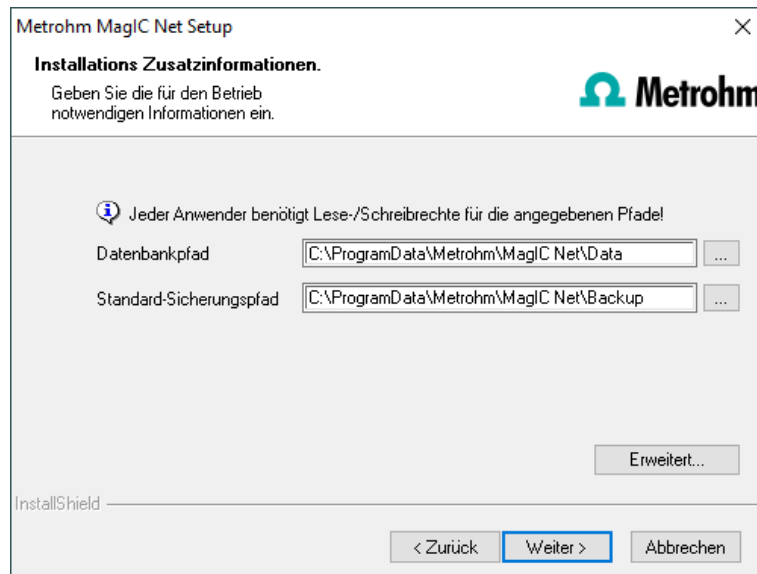 Metrohm MagIC Net Setup
Installations Zusatzinformationen.
Geben Sie die für den Betrieb
notwendigen Informationen ein.
Metrohm
Jeder Anwender benötigt Lese-/Schreibrechte für die angegebenen Pfade!
Datenbankpfad C:\ProgramData\Metrohm\MagIC Net\Data ...
Standard-Sicherungspfad C:\ProgramData\Metrohm\MagIC Net\Backup ...
Erweitert...
InstallShield
< Zurück Weiter > Abbrechen